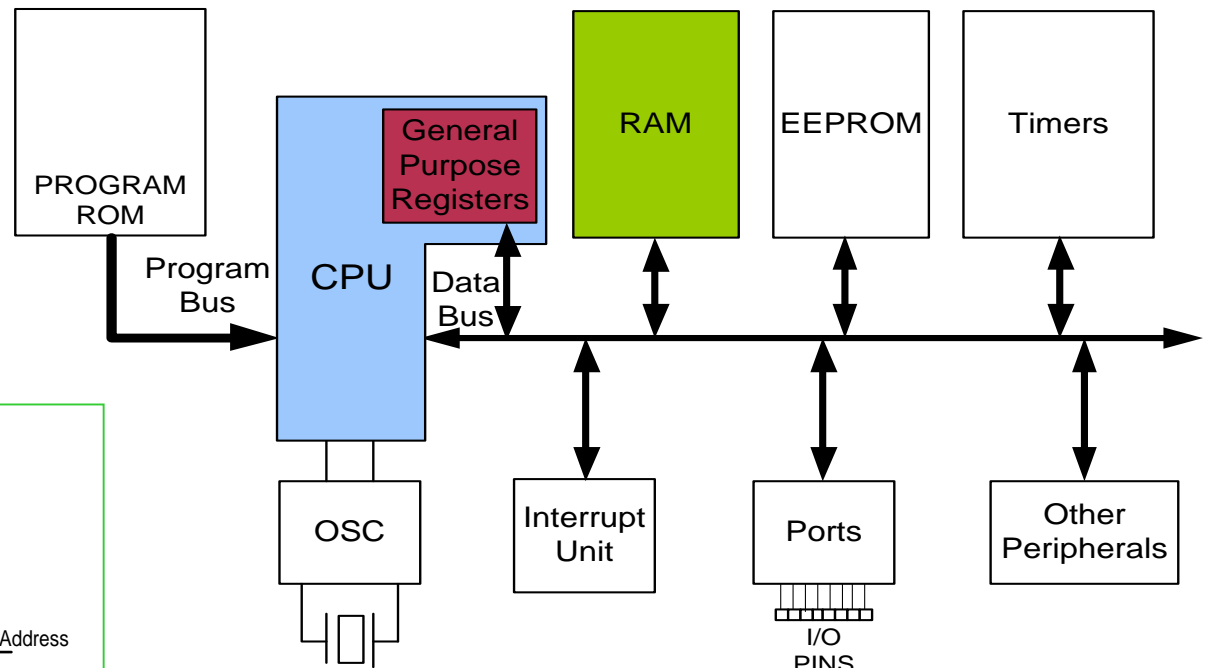 PROGRAM
ROM
Program
Bus
CPU
General
Purpose
Registers
Data
Bus
RAM
EEPROM
Timers
OSC
Interrupt
Unit
Ports
I/O
PINS
Other
Peripherals
Address